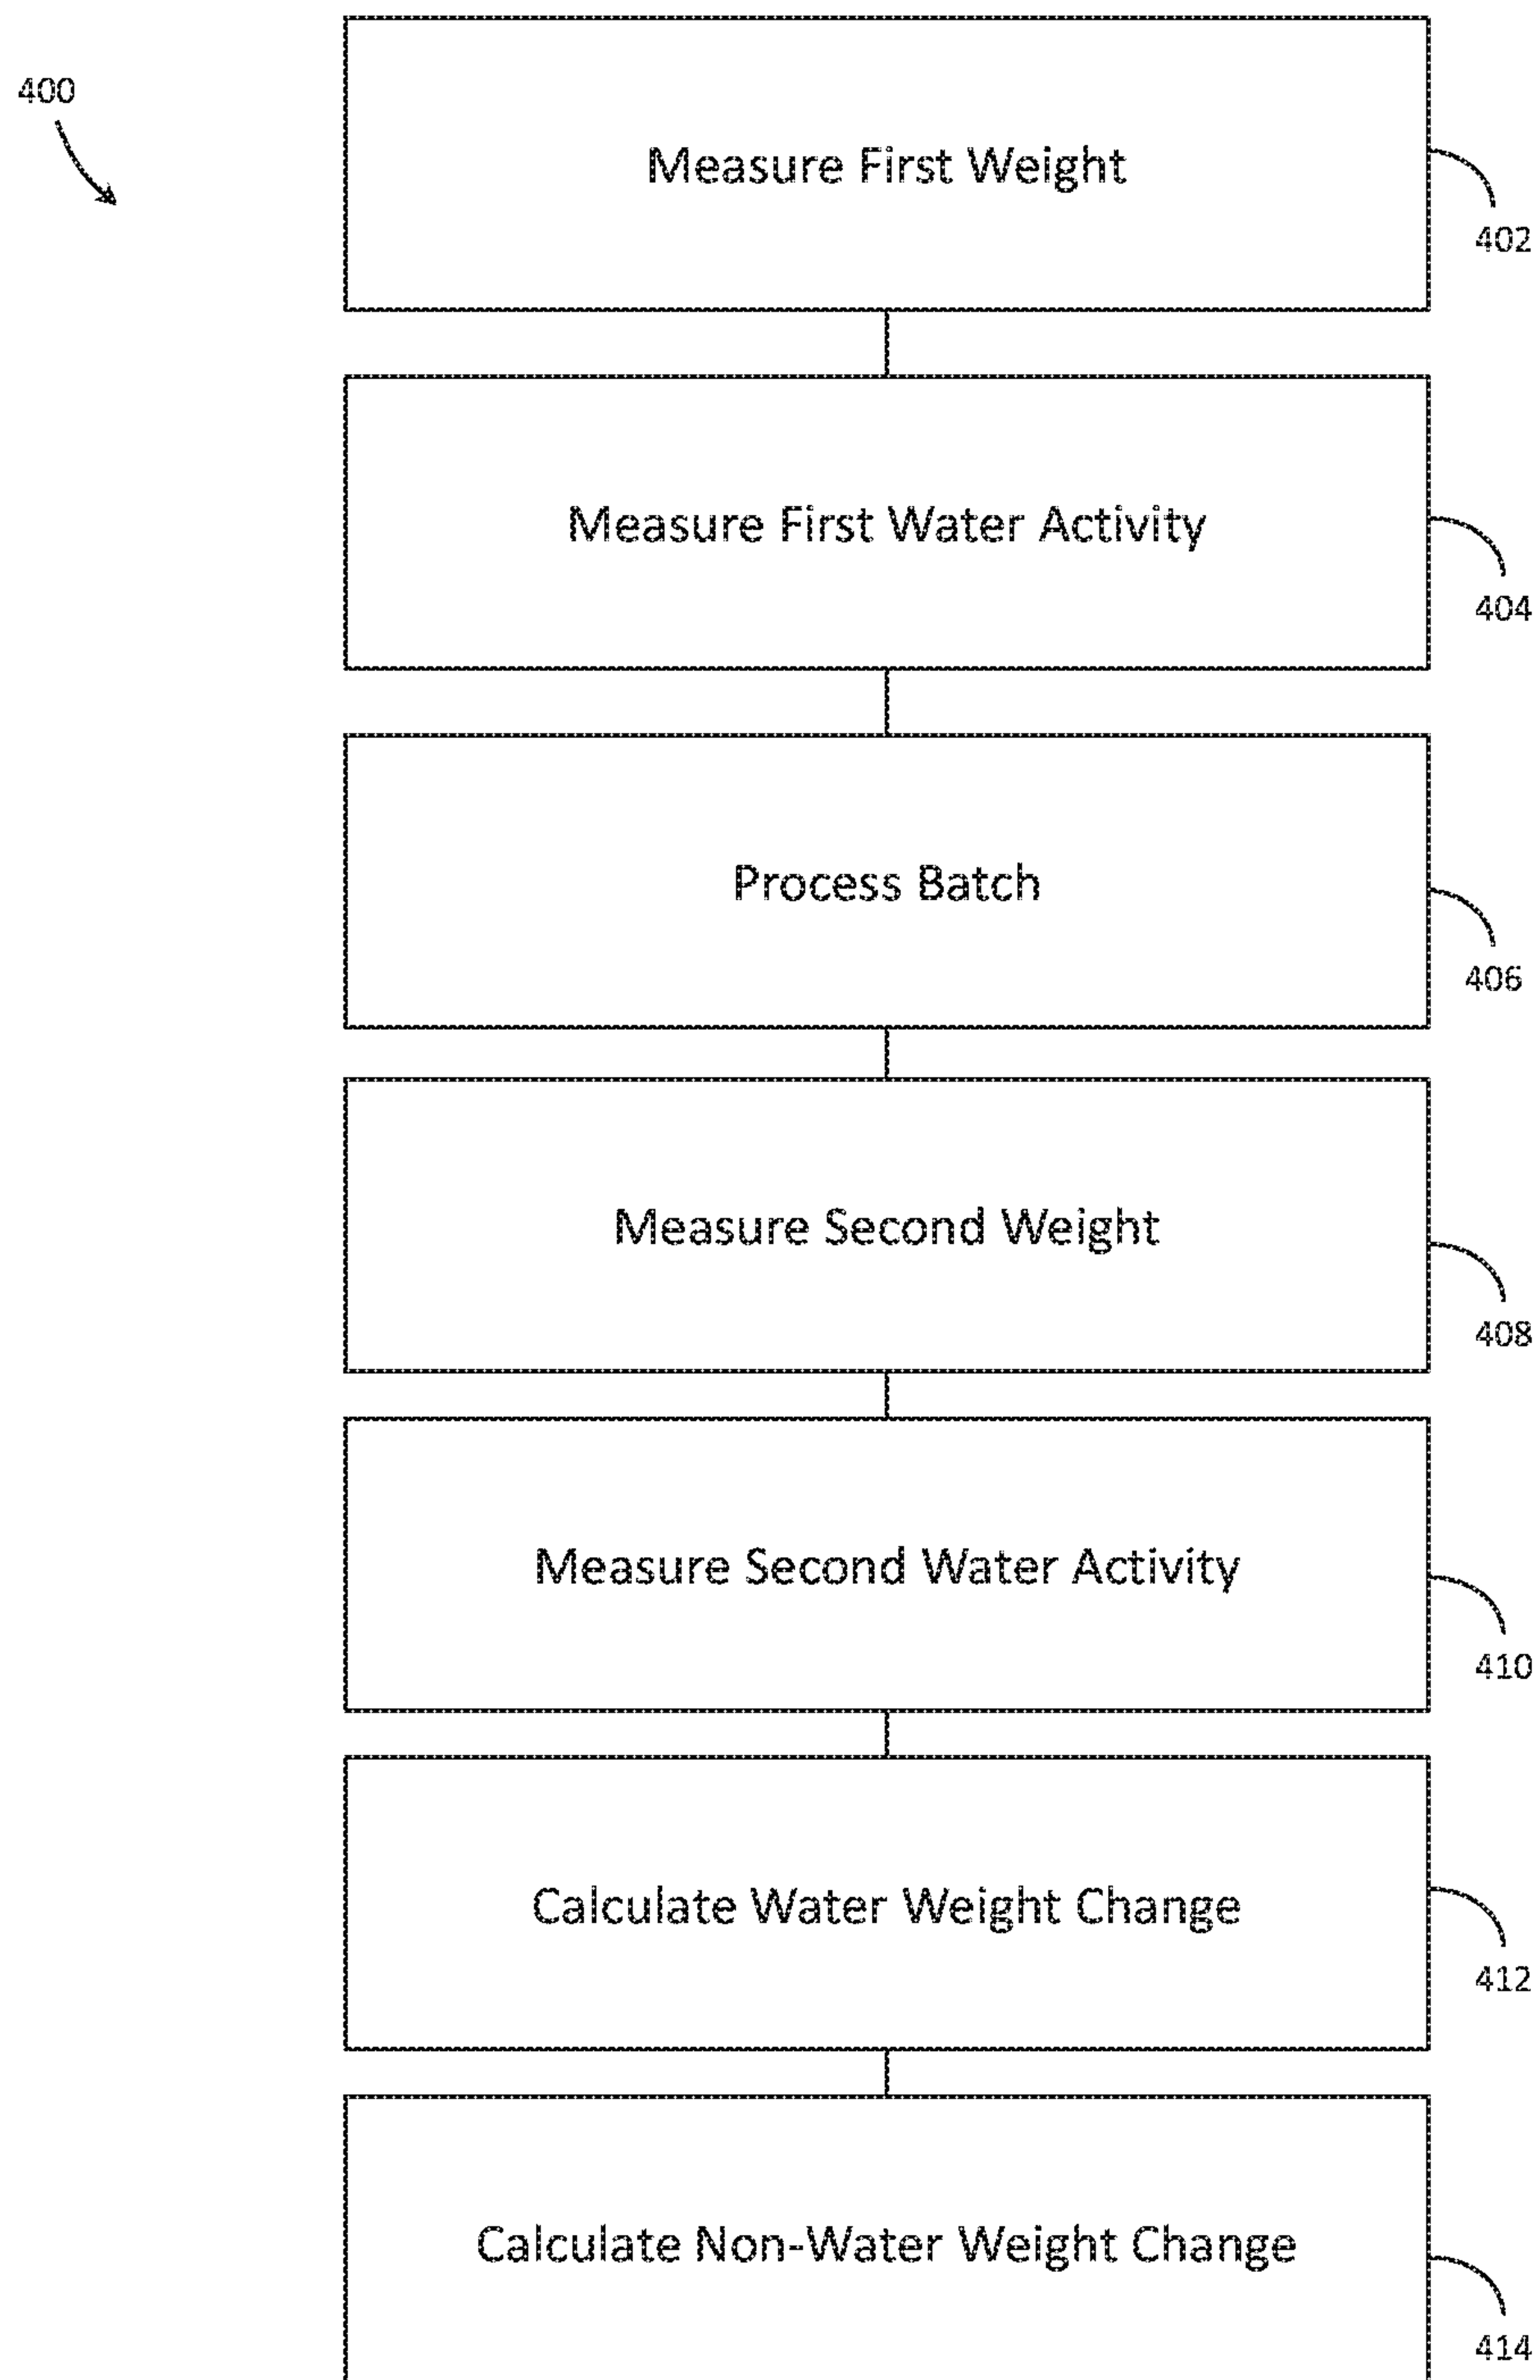 400
Measure First Weight
402
Measure First Water Activity
404
Process Batch
406
Measure Second Weight
408
Measure Second Water Activity
410
Calculate Water Weight Change
412
Calculate Non-Water Weight Change
414